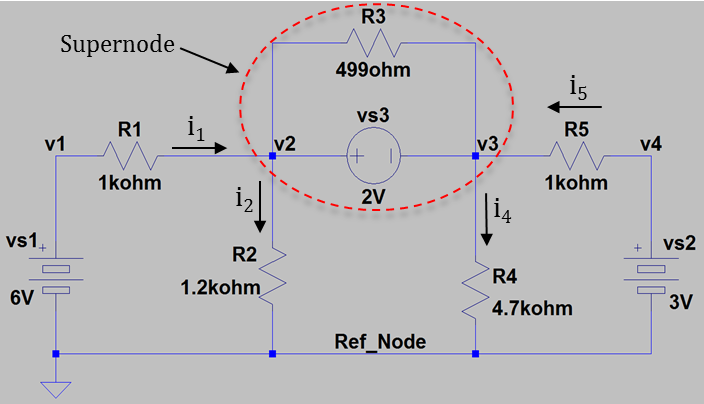 R3
Supernode
499ohm
vs3
i5
i1
v1
R1
v2
v3
R5
v4
+
−
1kohm
2V
1kohm
i2
i4
vs1
+
R2
1.2kohm
R4
4.7kohm
+
vs2
6V
3V
Ref_Node